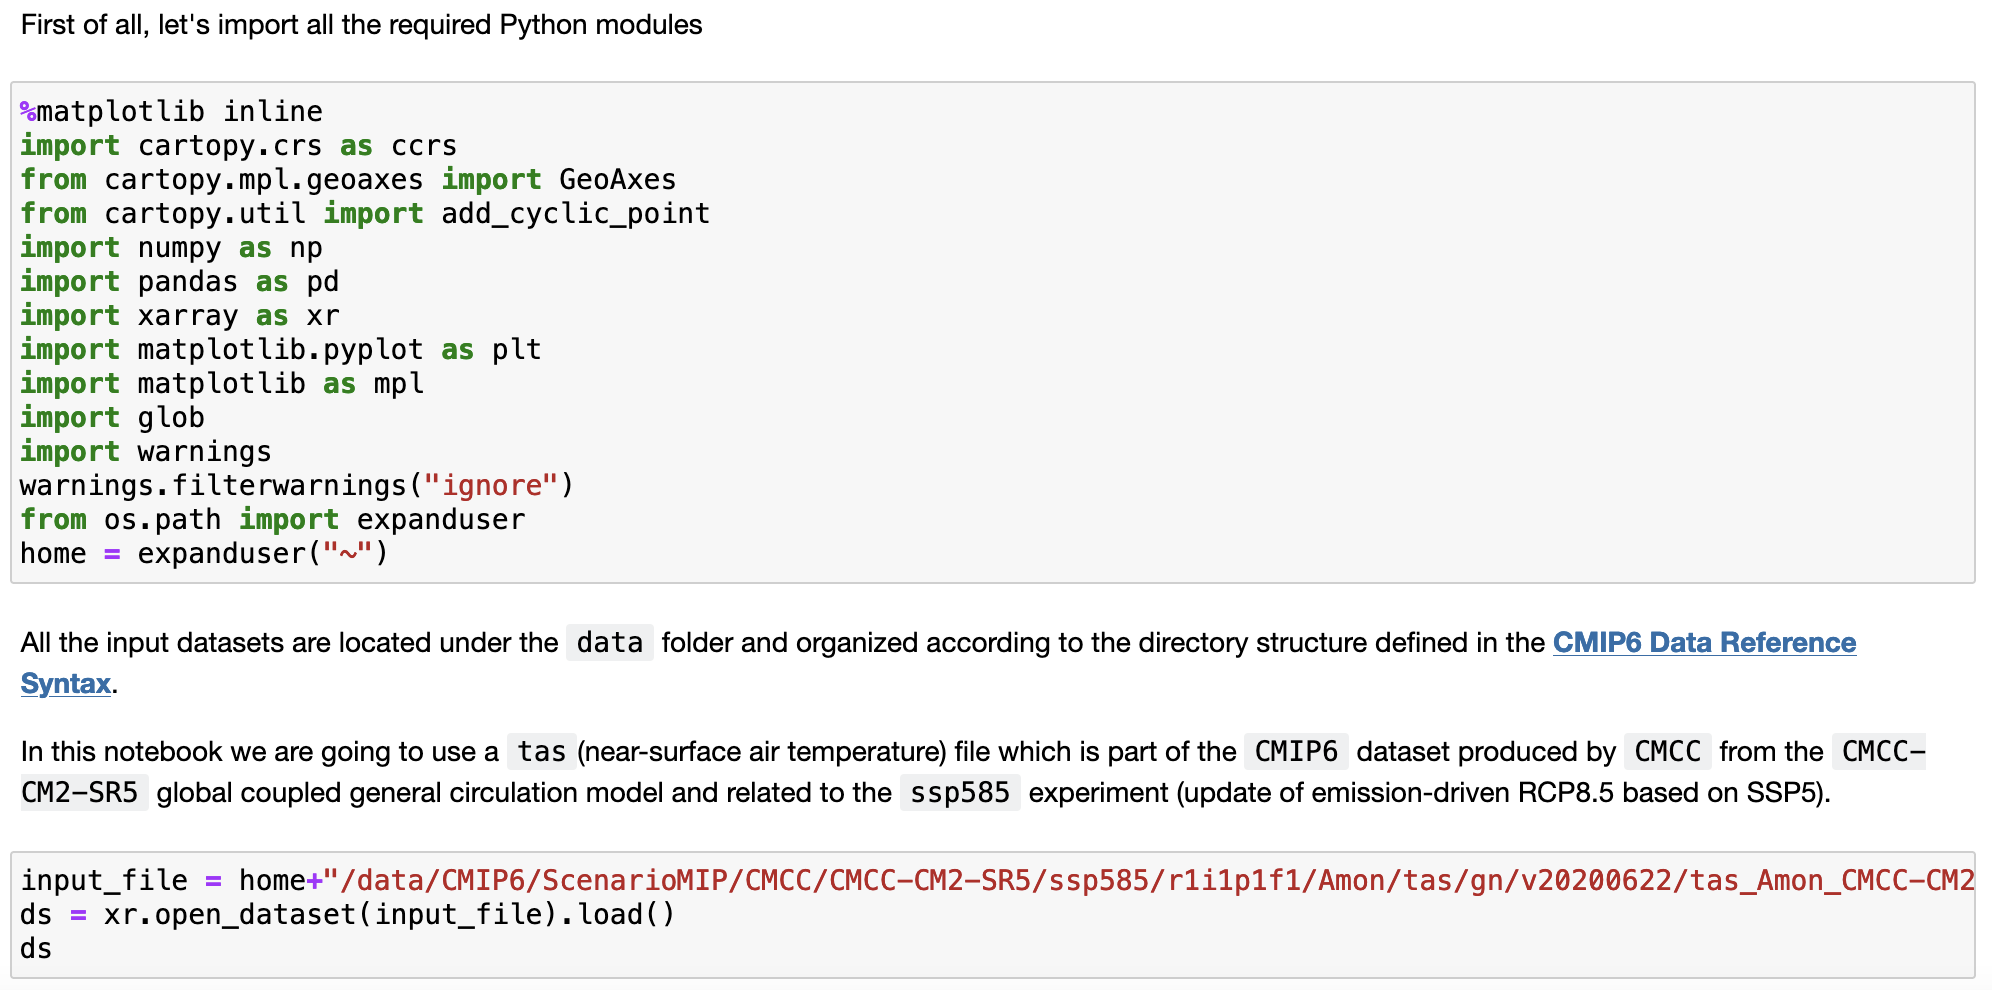 First of all, let's import all the required Python modules
%matplotlib inline
import cartopy.crs as ccrs
from cartopy.mpl.geoaxes import GeoAxes
from cartopy.util import add_cyclic_point
import numpy as np
import pandas as pd
import xarray as xr
import matplotlib.pyplot as plt
import matplotlib as mpl
import glob
import warnings
warnings.filterwarnings("ignore")
from os.path import expanduser
home = expanduser("~")
All the input datasets are located under the data folder and organized according to the directory structure defined in the CMIP6 Data Reference
Syntax.
In this notebook we are going to use a tas (near-surface air temperature) file which is part of the CMIP6 dataset produced by CMCC from the CMCC-
CM2-SR5 global coupled general circulation model and related to the ssp585 experiment (update of emission-driven RCP8.5 based on SSP5).
input_file = home+"/data/CMIP6/ScenarioMIP/CMCC/CMCC-CM2-SR5/ssp585/r1i1p1f1/Amon/tas/gn/v20200622/tas_Amon_CMCC-CM2
ds = xr.open_dataset(input_file).load()
ds